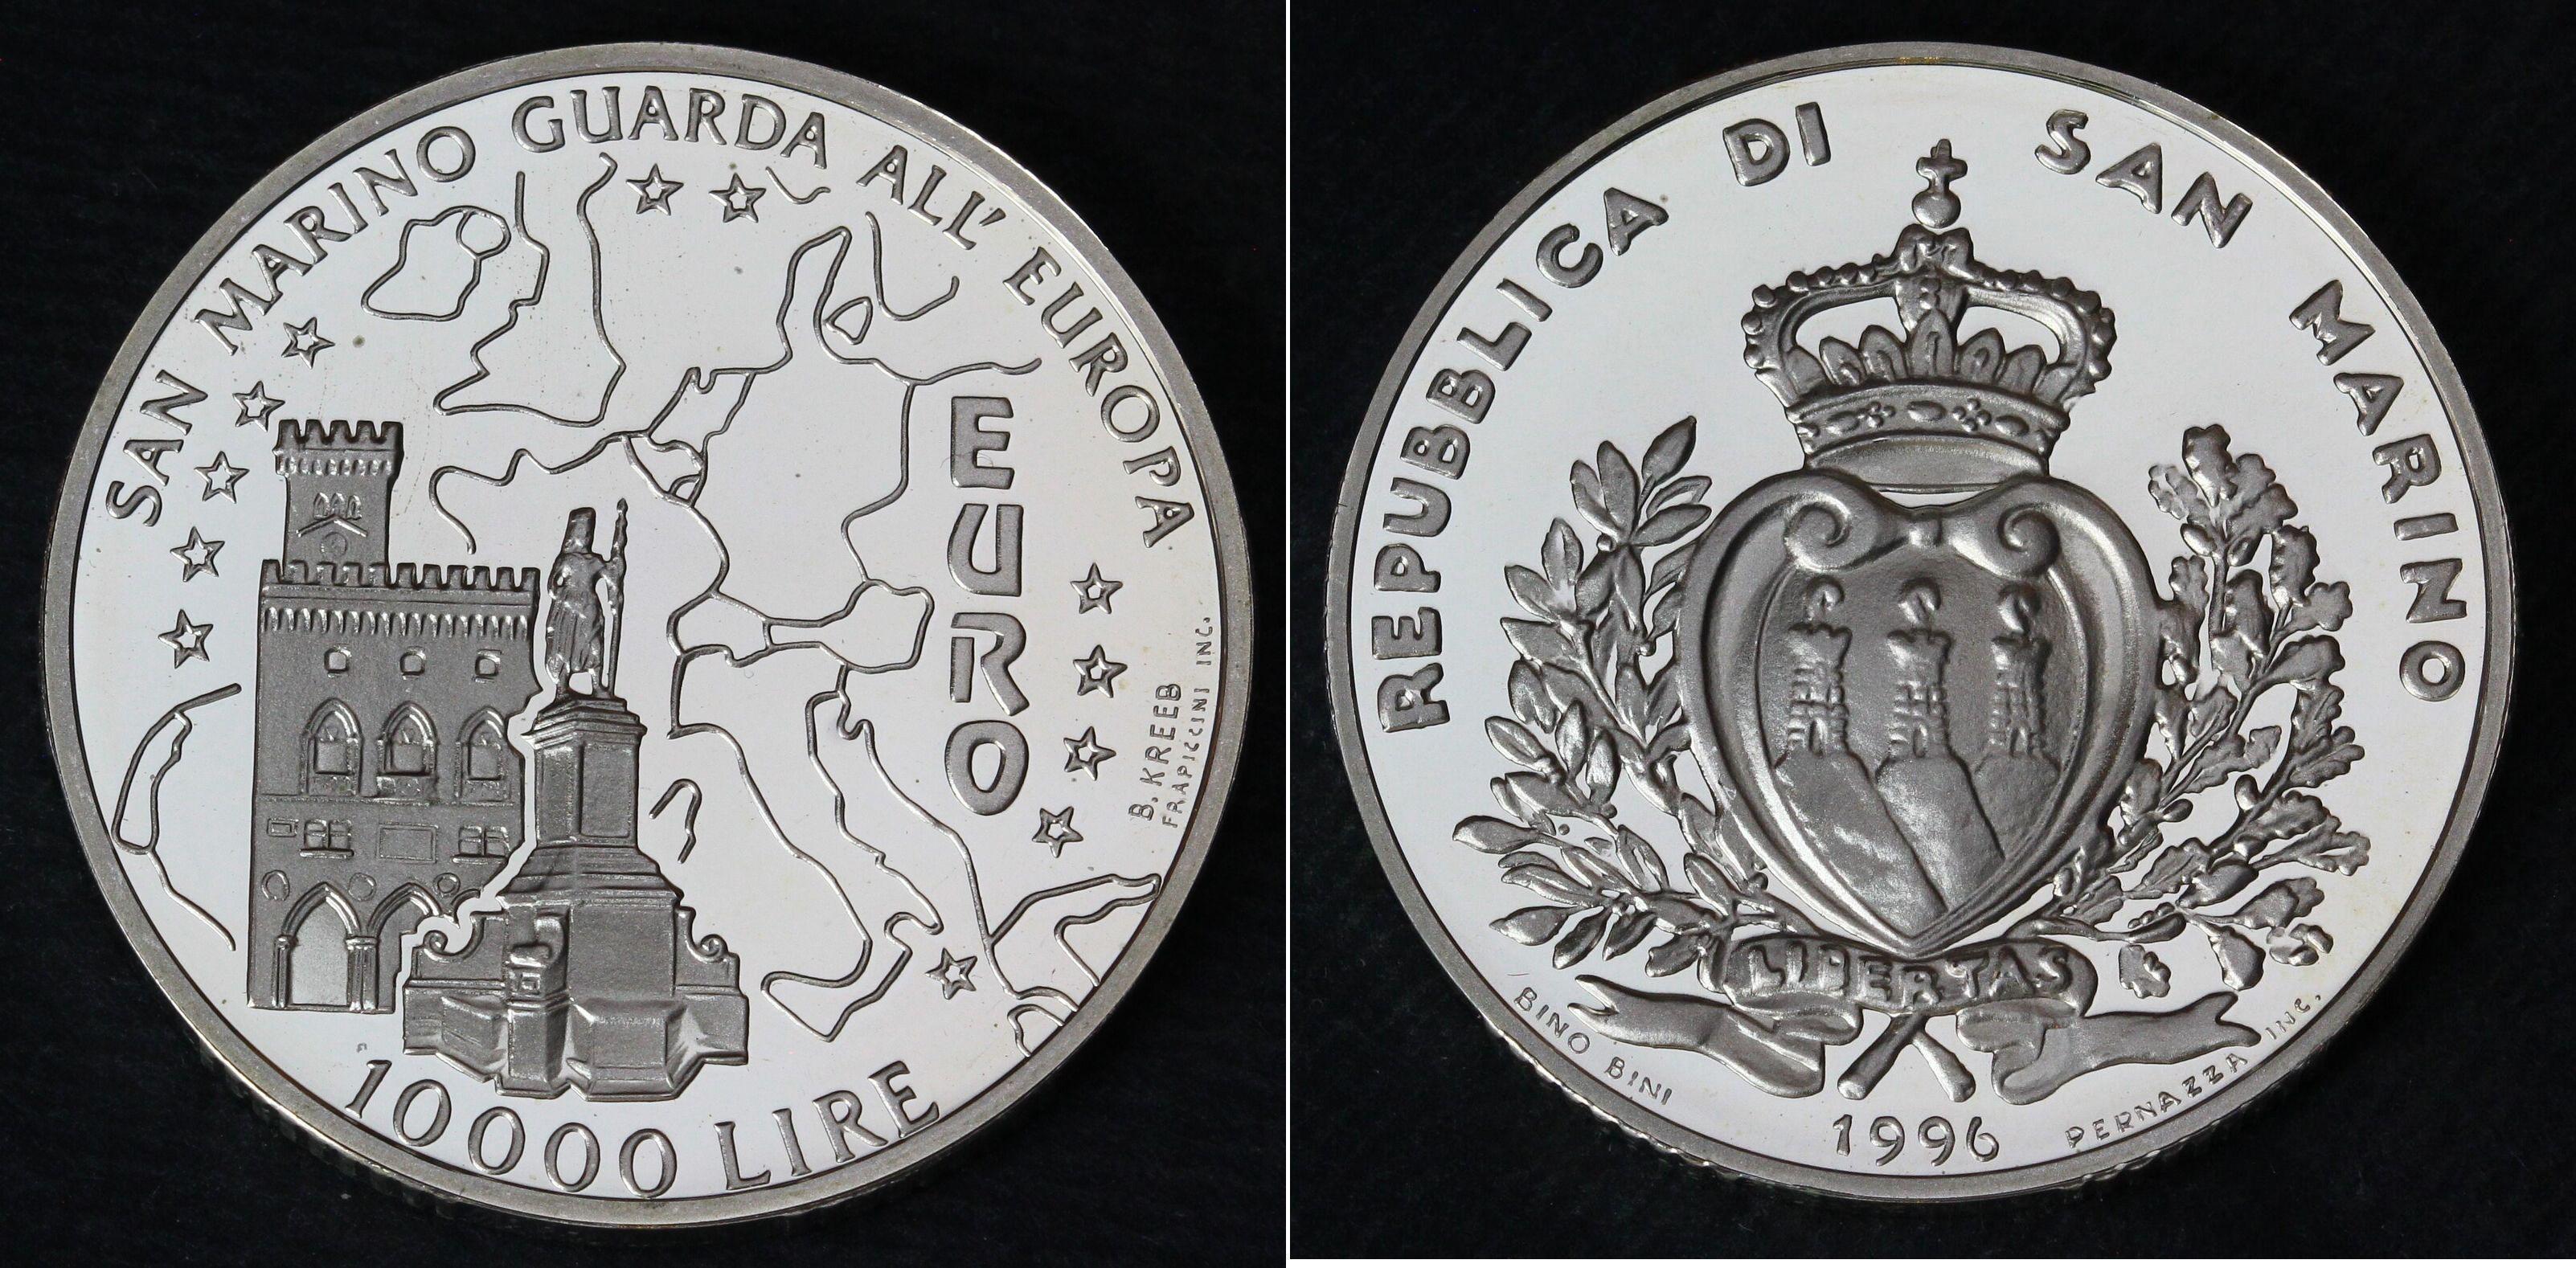 SAN MARINO GUARDA ALL' EUROPA
EURO
B. KREEB
FRAPICCINI INC.
10000 LIRE
REPUBBLICA DI SAN MARINO
LIBERTAS
BINO BINI
PERNAZZA INC.
1996